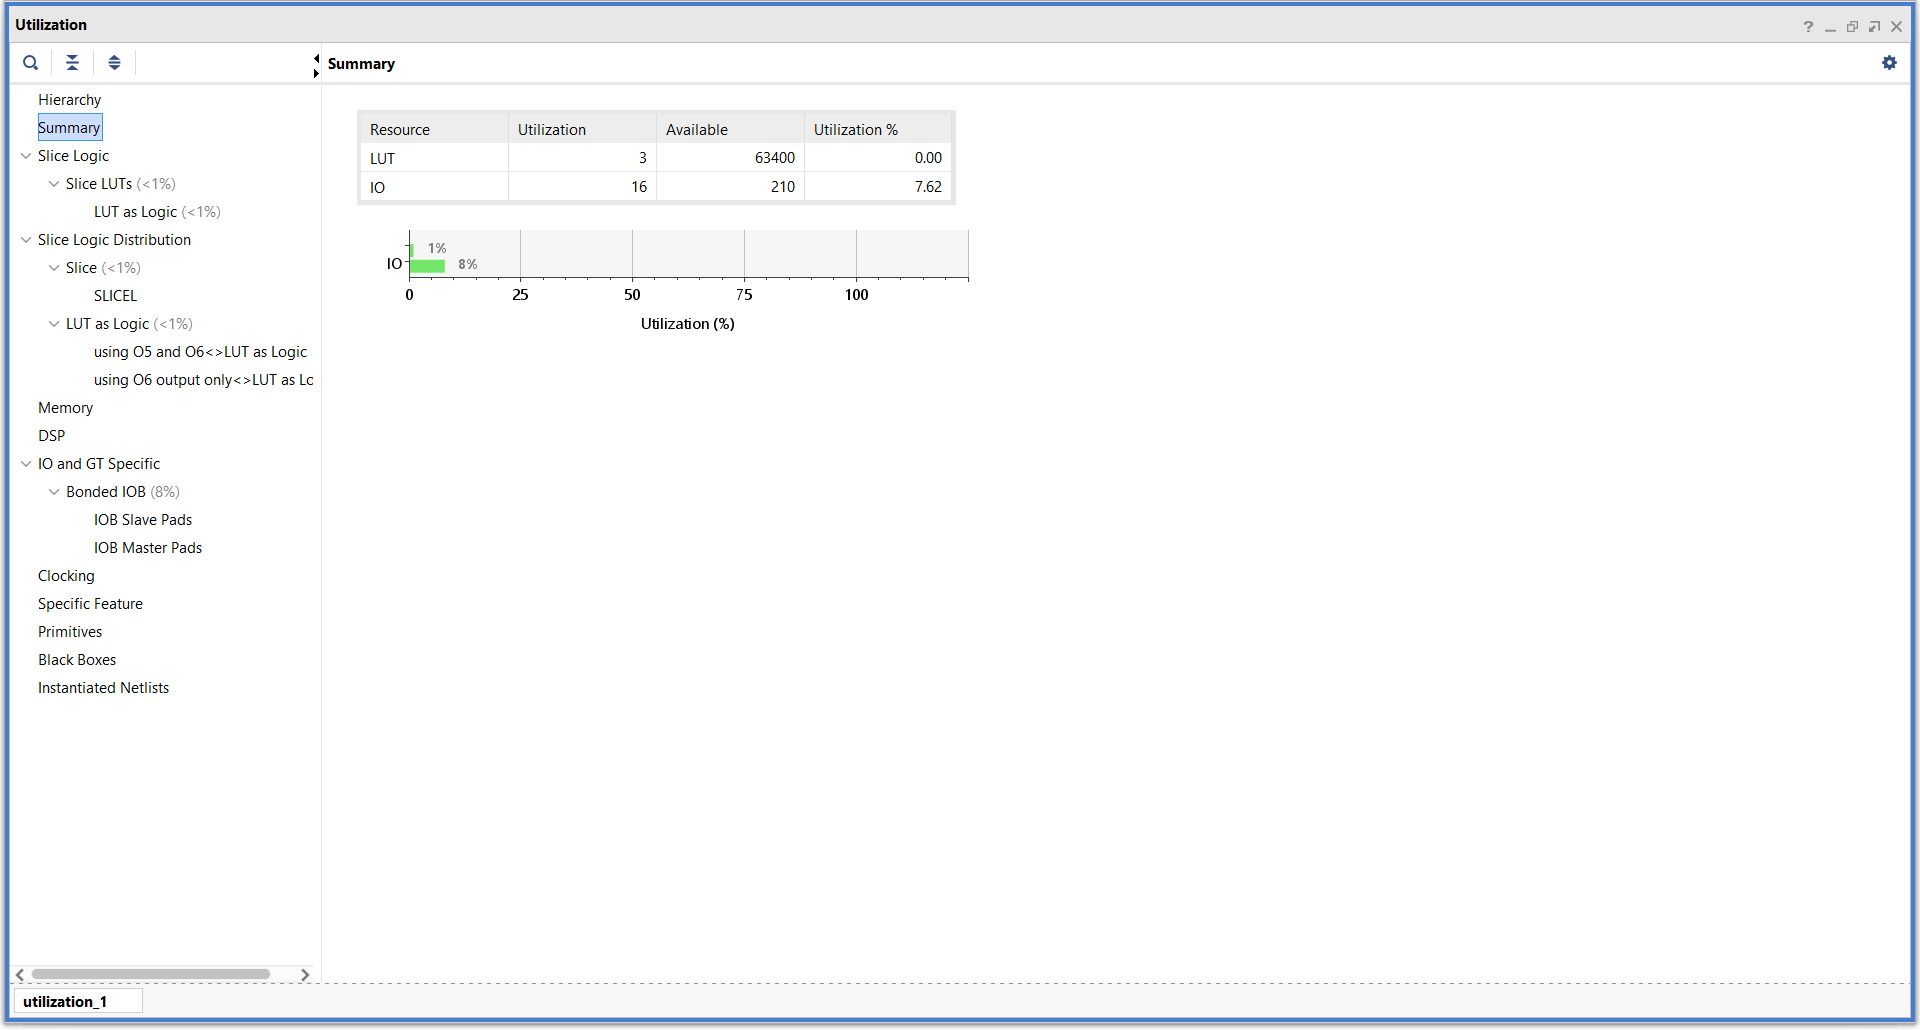 Utilization
Summary
Hierarchy
Summary
Slice Logic
Slice LUTs (<1%)
LUT as Logic (<1%)
Slice Logic Distribution
Slice (<1%)
SLICEL
LUT as Logic (<1%)
using O5 and O6<>LUT as Logic
using O6 output only<>LUT as Lo
Memory
DSP
IO and GT Specific
Bonded IOB (8%)
IOB Slave Pads
IOB Master Pads
Clocking
Specific Feature
Primitives
Black Boxes
Instantiated Netlists
Resource Utilization Available Utilization %
LUT 3 63400 0.00
IO 16 210 7.62
1%
IO 8%
0 25 50 75 100
Utilization (%)
utilization_1